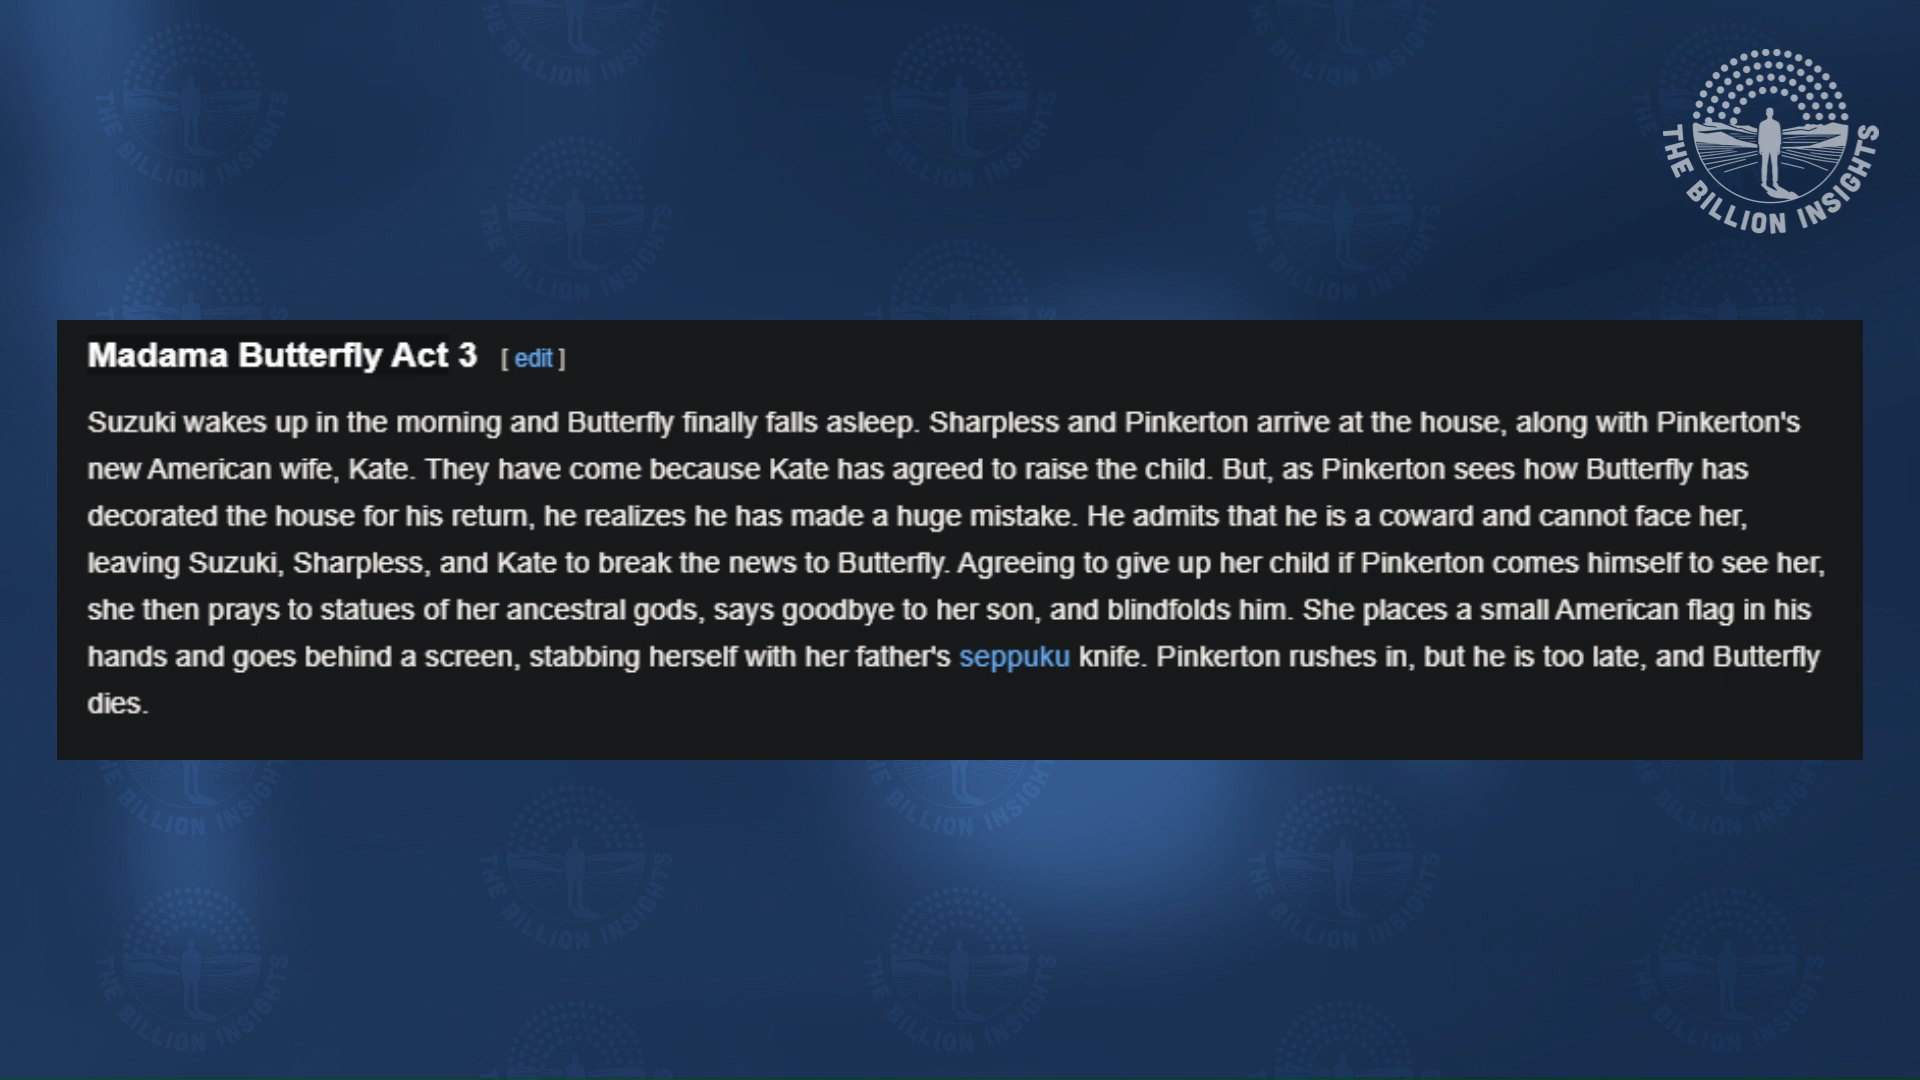 THE BILLION INSIGHTS
Madama Butterfly Act 3 [ edit ]
Suzuki wakes up in the morning and Butterfly finally falls asleep. Sharpless and Pinkerton arrive at the house, along with Pinkerton's
new American wife, Kate. They have come because Kate has agreed to raise the child. But, as Pinkerton sees how Butterfly has
decorated the house for his return, he realizes he has made a huge mistake. He admits that he is a coward and cannot face her,
leaving Suzuki, Sharpless, and Kate to break the news to Butterfly. Agreeing to give up her child if Pinkerton comes himself to see her,
she then prays to statues of her ancestral gods, says goodbye to her son, and blindfolds him. She places a small American flag in his
hands and goes behind a screen, stabbing herself with her father's seppuku knife. Pinkerton rushes in, but he is too late, and Butterfly
dies.